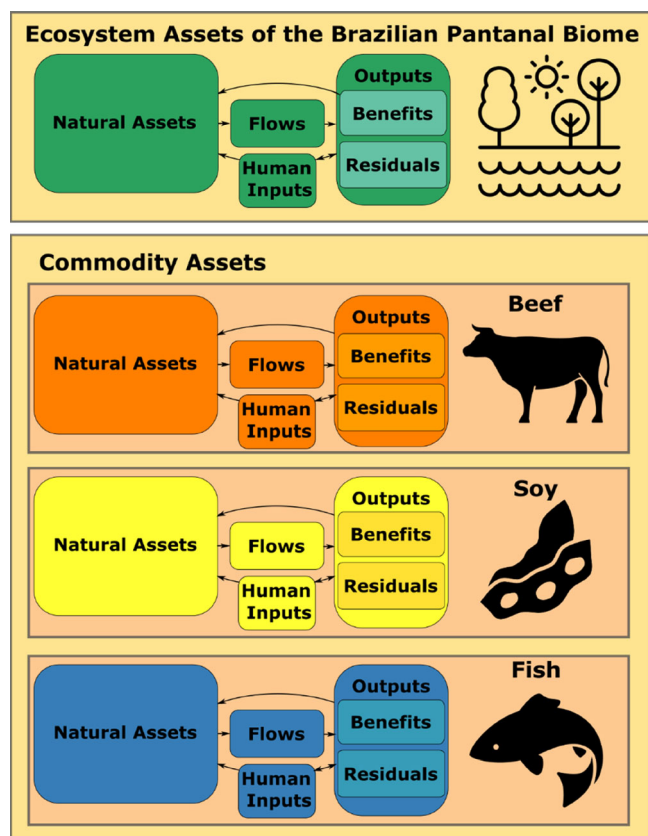 Ecosystem Assets of the Brazilian Pantanal Biome
Natural Assets
Flows
Human
Inputs
Outputs
Benefits
Residuals
Commodity Assets
Beef
Natural Assets
Flows
Human
Inputs
Outputs
Benefits
Residuals
Soy
Natural Assets
Flows
Human
Inputs
Outputs
Benefits
Residuals
Fish
Natural Assets
Flows
Human
Inputs
Outputs
Benefits
Residuals